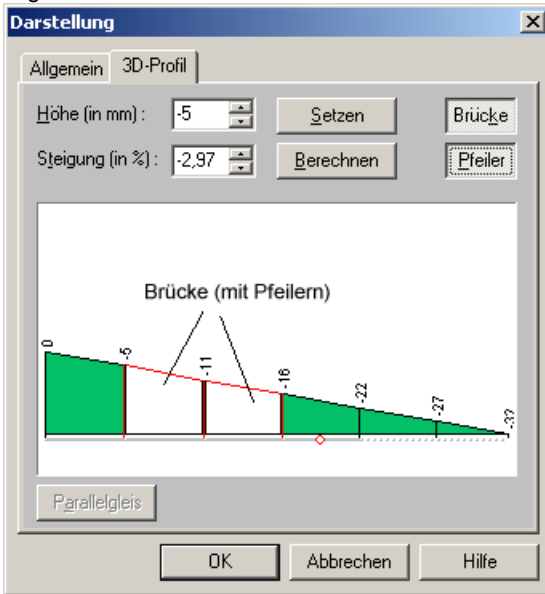 Darstellung
Allgemein 3D-Profil
Höhe (in mm) : -5 Setzen Brücke
Steigung (in %) : -2,97 Berechnen Pfeiler
Brücke (mit Pfeilern)
0 -5 -11 -16 -22 -27 -32
Parallelgleis
OK Abbrechen Hilfe